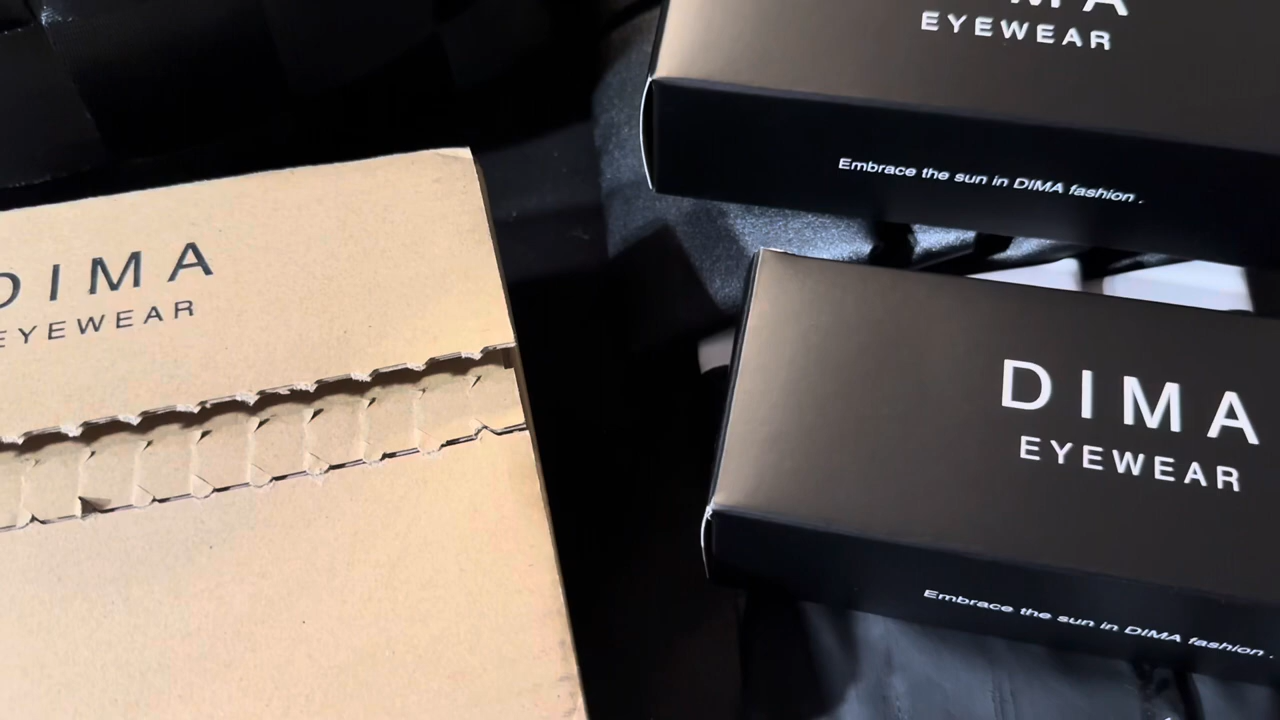 DIMA
EYEWEAR
EYEWEAR
Embrace the sun in DIMA fashion .
DIMA
EYEWEAR
Embrace the sun in DIMA fashion .